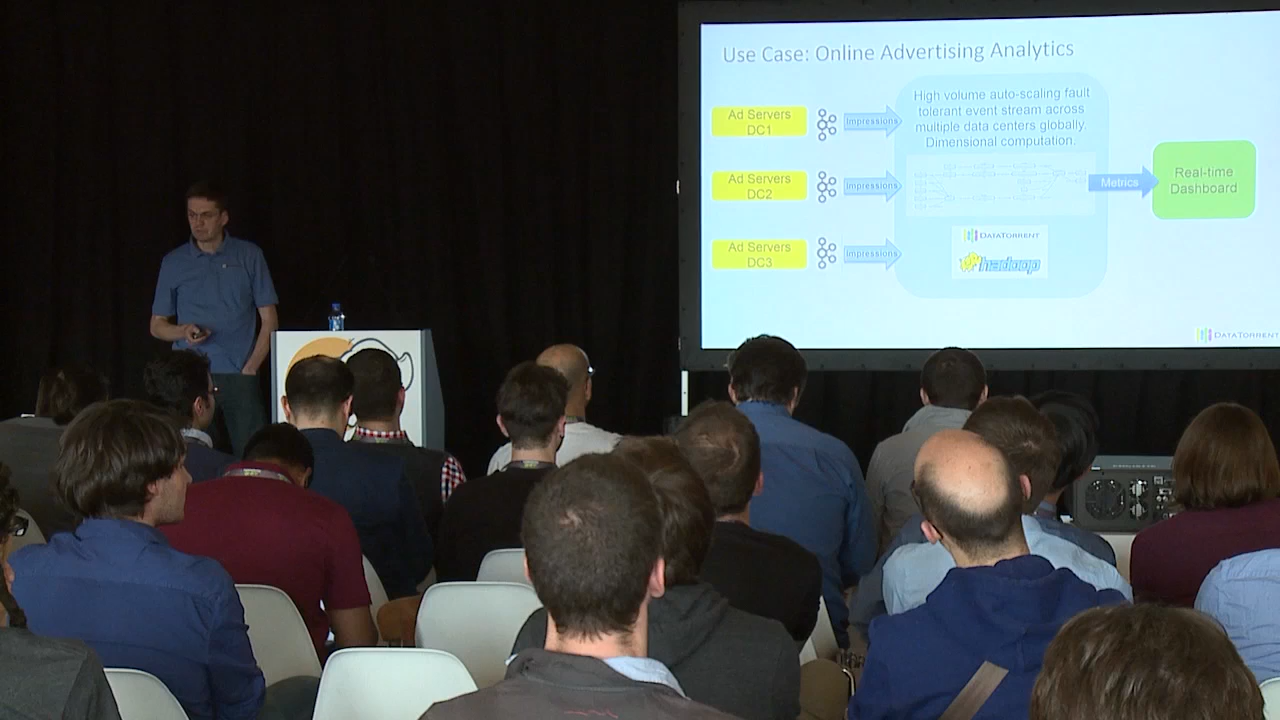 Use Case: Online Advertising Analytics
High volume auto-scaling fault
tolerant event stream across
multiple data centers globally.
Dimensional computation.
Ad Servers
DC1
Impressions
Ad Servers
DC2
Impressions
Metrics
Real-time
Dashboard
Ad Servers
DC3
Impressions
DATATORRENT
hadoop
DATATORRENT